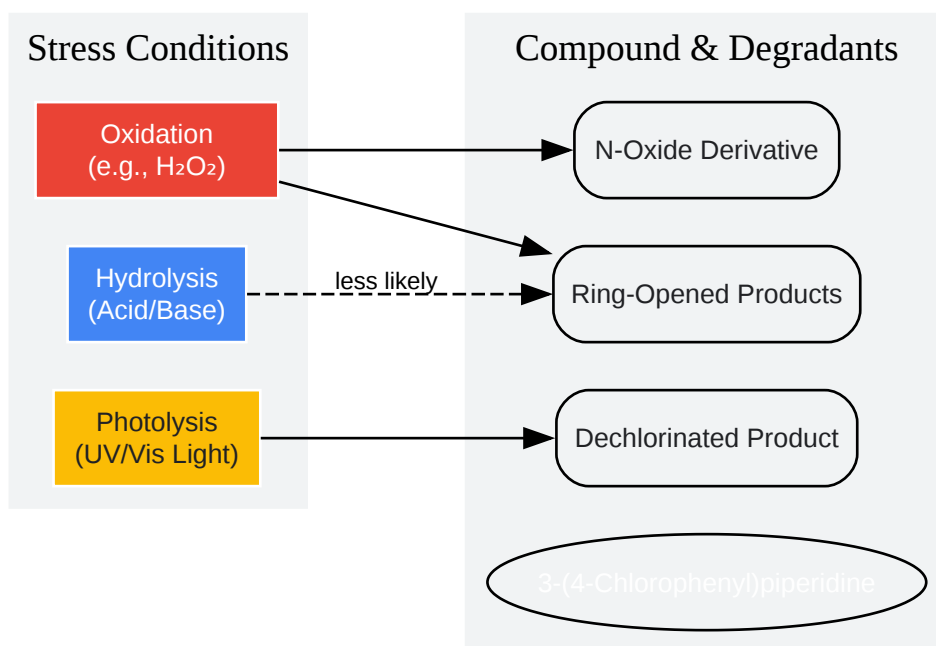 Stress Conditions
Oxidation
(e.g., H₂O₂)
Hydrolysis
(Acid/Base)
Photolysis
(UV/Vis Light)
less likely
Compound & Degradants
N-Oxide Derivative
Ring-Opened Products
Dechlorinated Product
3-(4-Chlorophenyl)piperidine